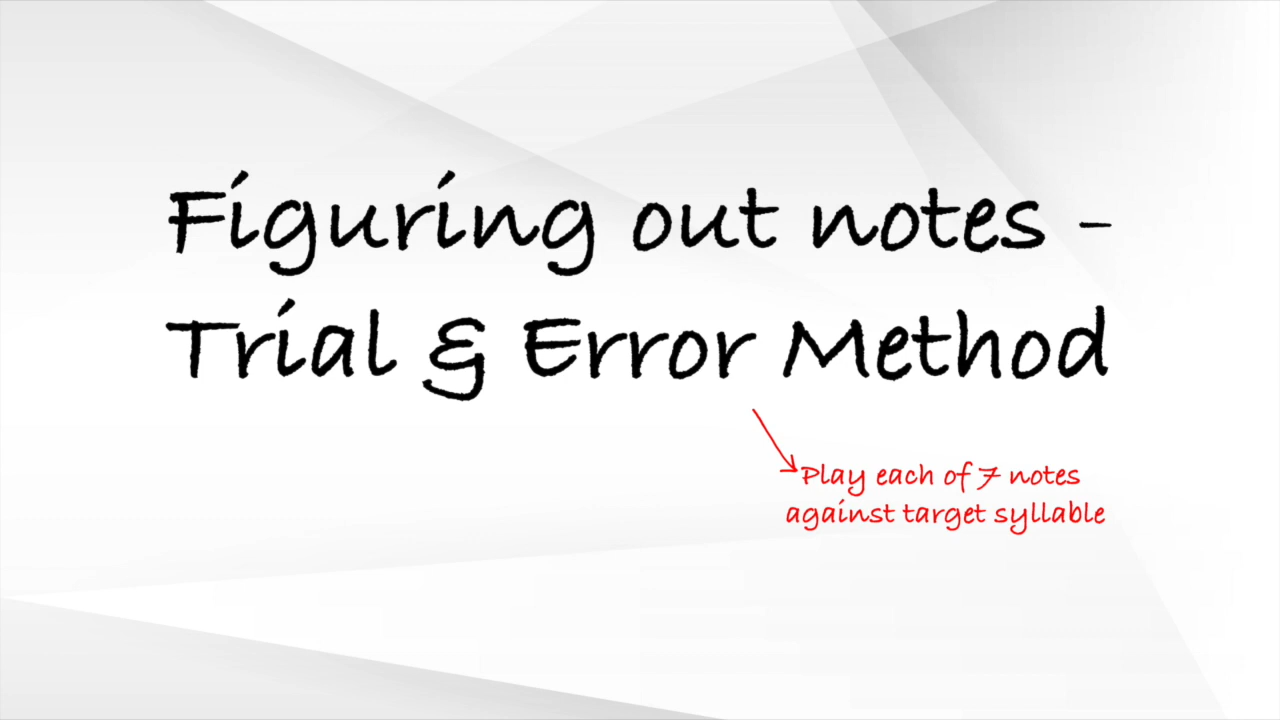 Figuring out notes -
Trial & Error Method
Play each of 7 notes
against target syllable